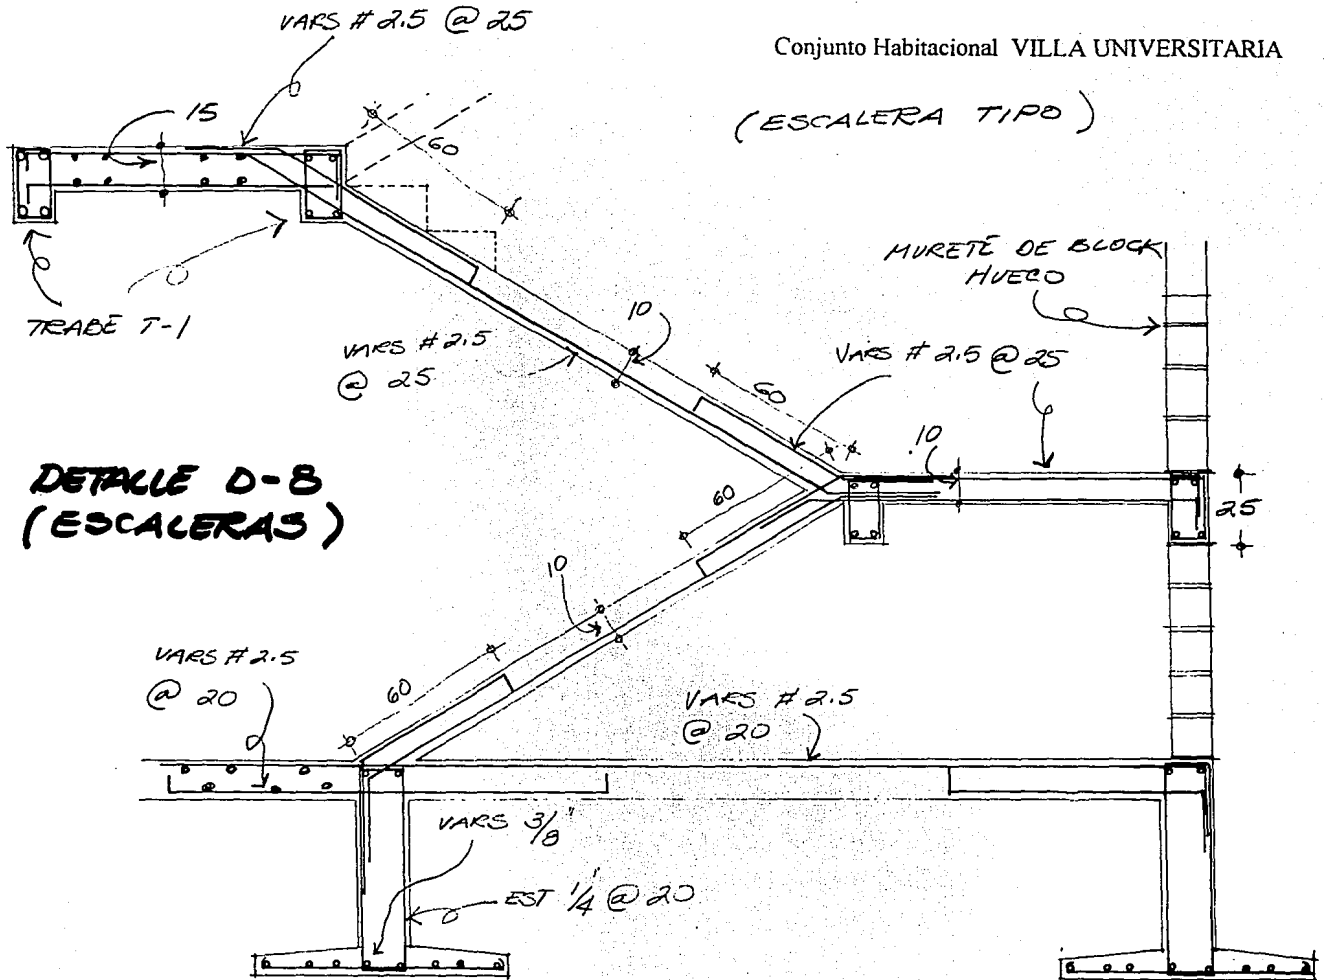 VARS # 2.5 @ 25
Conjunto Habitacional VILLA UNIVERSITARIA
(ESCALERA TIPO)
15
60
MURETE DE BLOCK
HUECO
TRABE T-1
10
VARS # 2.5
@ 25
VARS # 2.5 @ 25
60
10
DETALLE D-8
(ESCALERAS)
60
25
10
VARS # 2.5
@ 20
60
VARS # 2.5
@ 20
VARS 3/8"
EST 1/4" @ 20